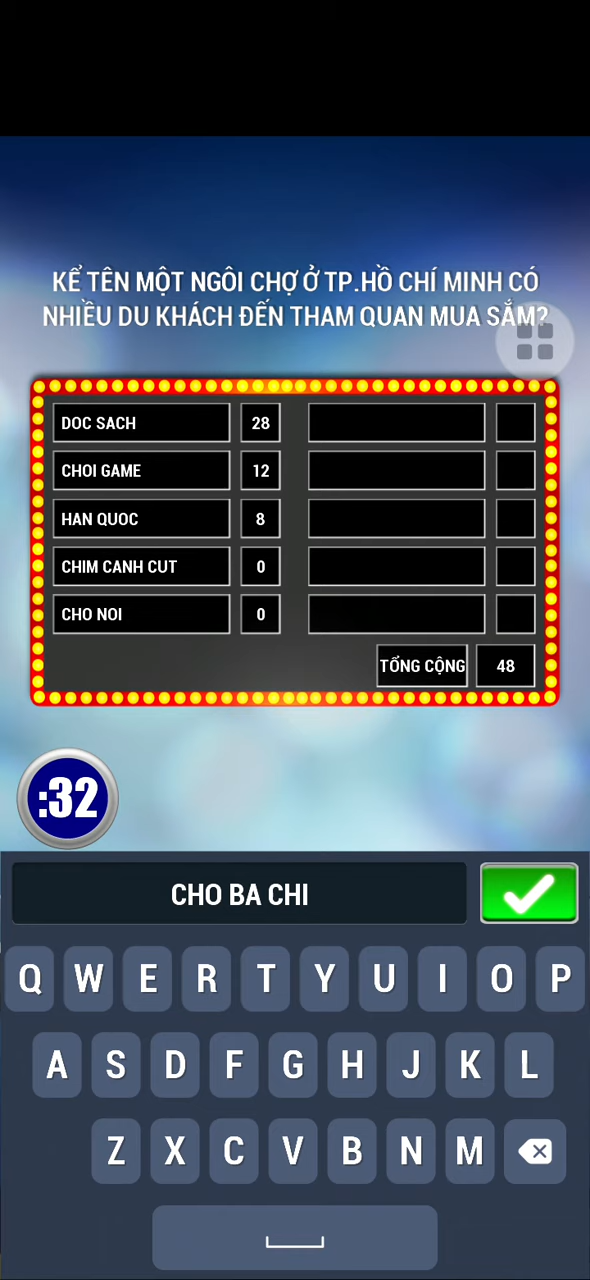 KỂ TÊN MỘT NGÔI CHỢ Ở TP.HỒ CHÍ MINH CÓ
NHIỀU DU KHÁCH ĐẾN THAM QUAN MUA SẮM?
DOC SACH 28
CHOI GAME 12
HAN QUOC 8
CHIM CANH CUT 0
CHO NOI 0
TỔNG CỘNG 48
:32
CHO BA CHI
Q W E R T Y U I O P
A S D F G H J K L
Z X C V B N M